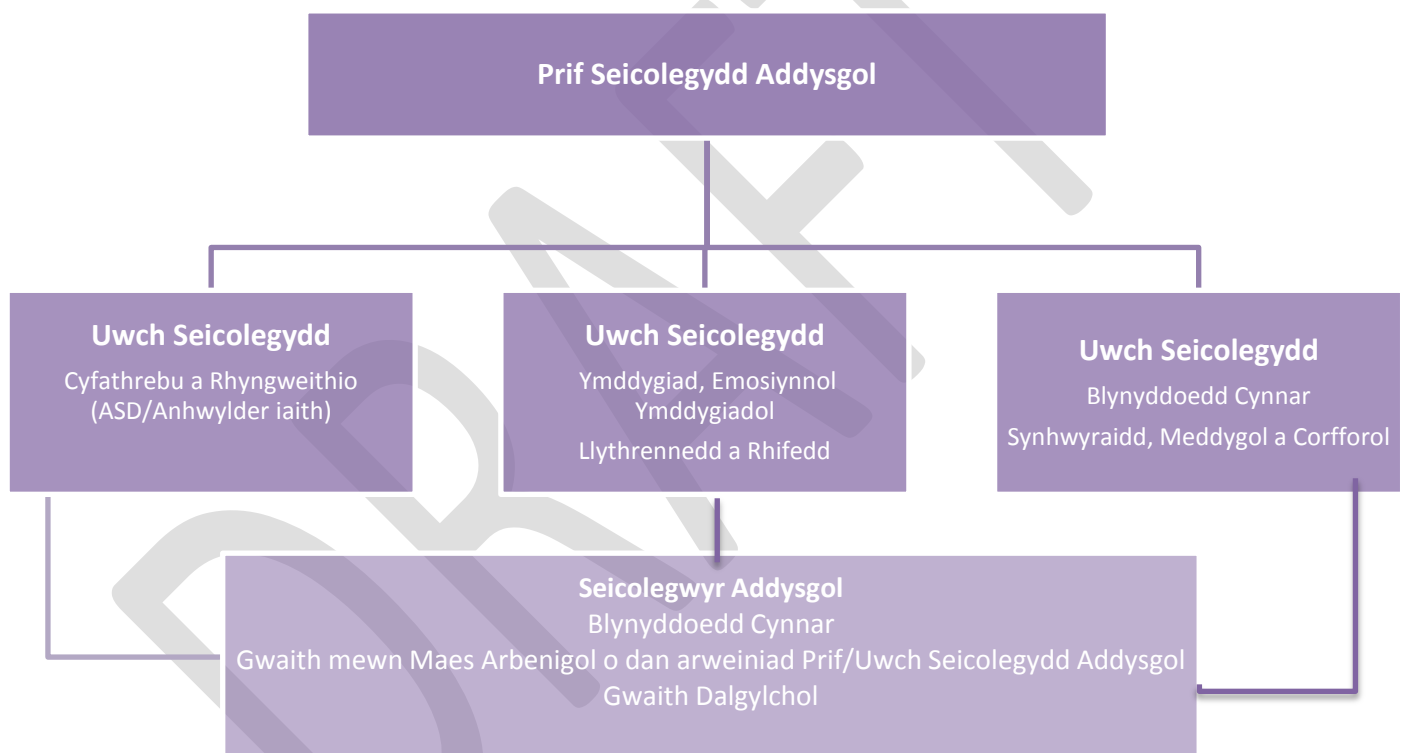 Prif Seicolegydd Addysgol
Uwch Seicolegydd
Cyfathrebu a Rhyngweithio
(ASD/Anhwylder iaith)
Uwch Seicolegydd
Ymddygiad, Emosiynnol
Ymddygiadol
Llythrennedd a Rhifedd
Uwch Seicolegydd
Blynyddoedd Cynnar
Synhwyraidd, Meddygol a Corfforol
Seicolegwyr Addysgol
Blynyddoedd Cynnar
Gwaith mewn Maes Arbenigol o dan arweiniad Prif/Uwch Seicolegydd Addysgol
Gwaith Dalgylchol
DRAFT